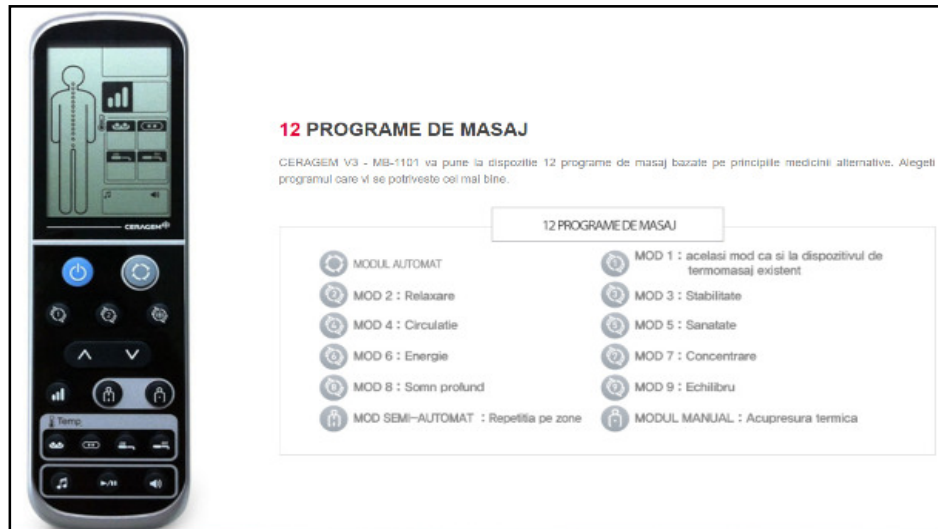 CERAGEM
Temp
12 PROGRAME DE MASAJ
CERAGEM V3 - MB-1101 va pune la dispozitie 12 programe de masaj bazate pe principiile medicinii alternative. Alegeti
programul care vi se potriveste cel mai bine.
12 PROGRAME DE MASAJ
MODUL AUTOMAT
MOD 1 : acelasi mod ca si la dispozitivul de
termomasaj existent
MOD 2 : Relaxare
MOD 3 : Stabilitate
MOD 4 : Circulatie
MOD 5 : Sanatate
MOD 6 : Energie
MOD 7 : Concentrare
MOD 8 : Somn profund
MOD 9 : Echilibru
MOD SEMI-AUTOMAT : Repetitia pe zone
MODUL MANUAL : Acupresura termica